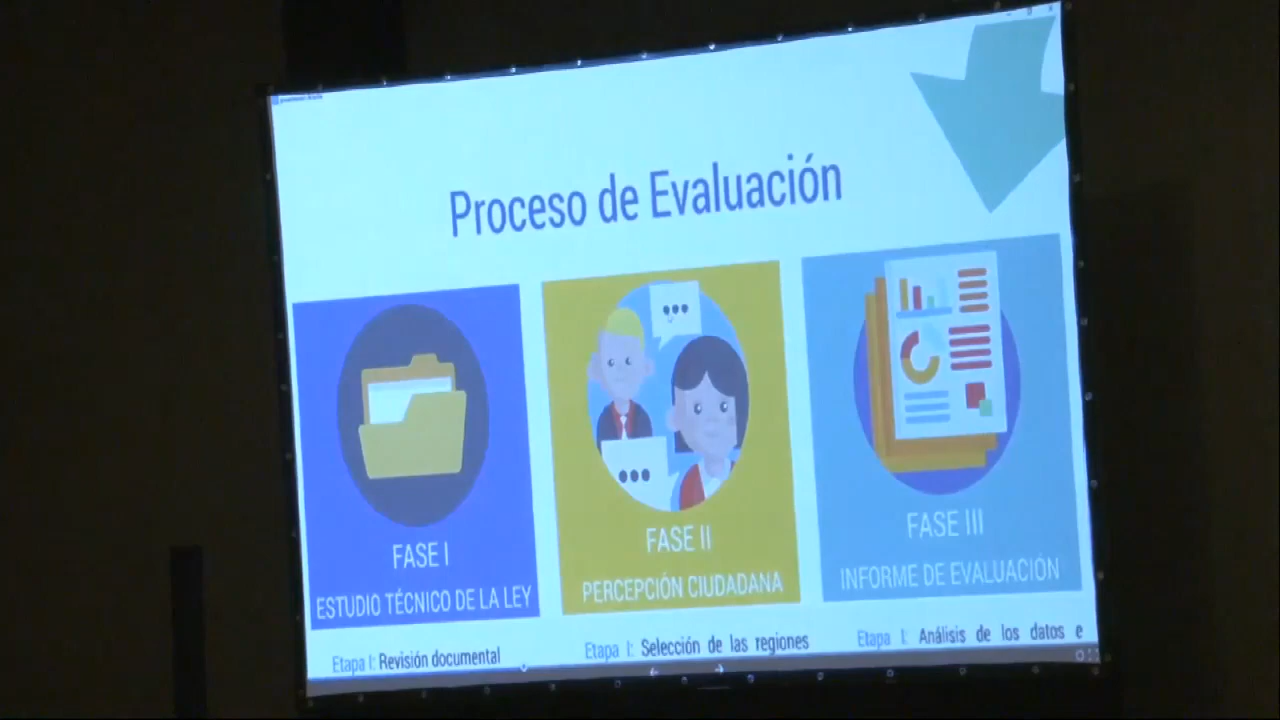 Proceso de Evaluación
FASE I
ESTUDIO TÉCNICO DE LA LEY
Etapa I: Revisión documental
FASE II
PERCEPCIÓN CIUDADANA
Etapa I: Selección de las regiones
FASE III
INFORME DE EVALUACIÓN
Etapa I: Análisis de los datos e